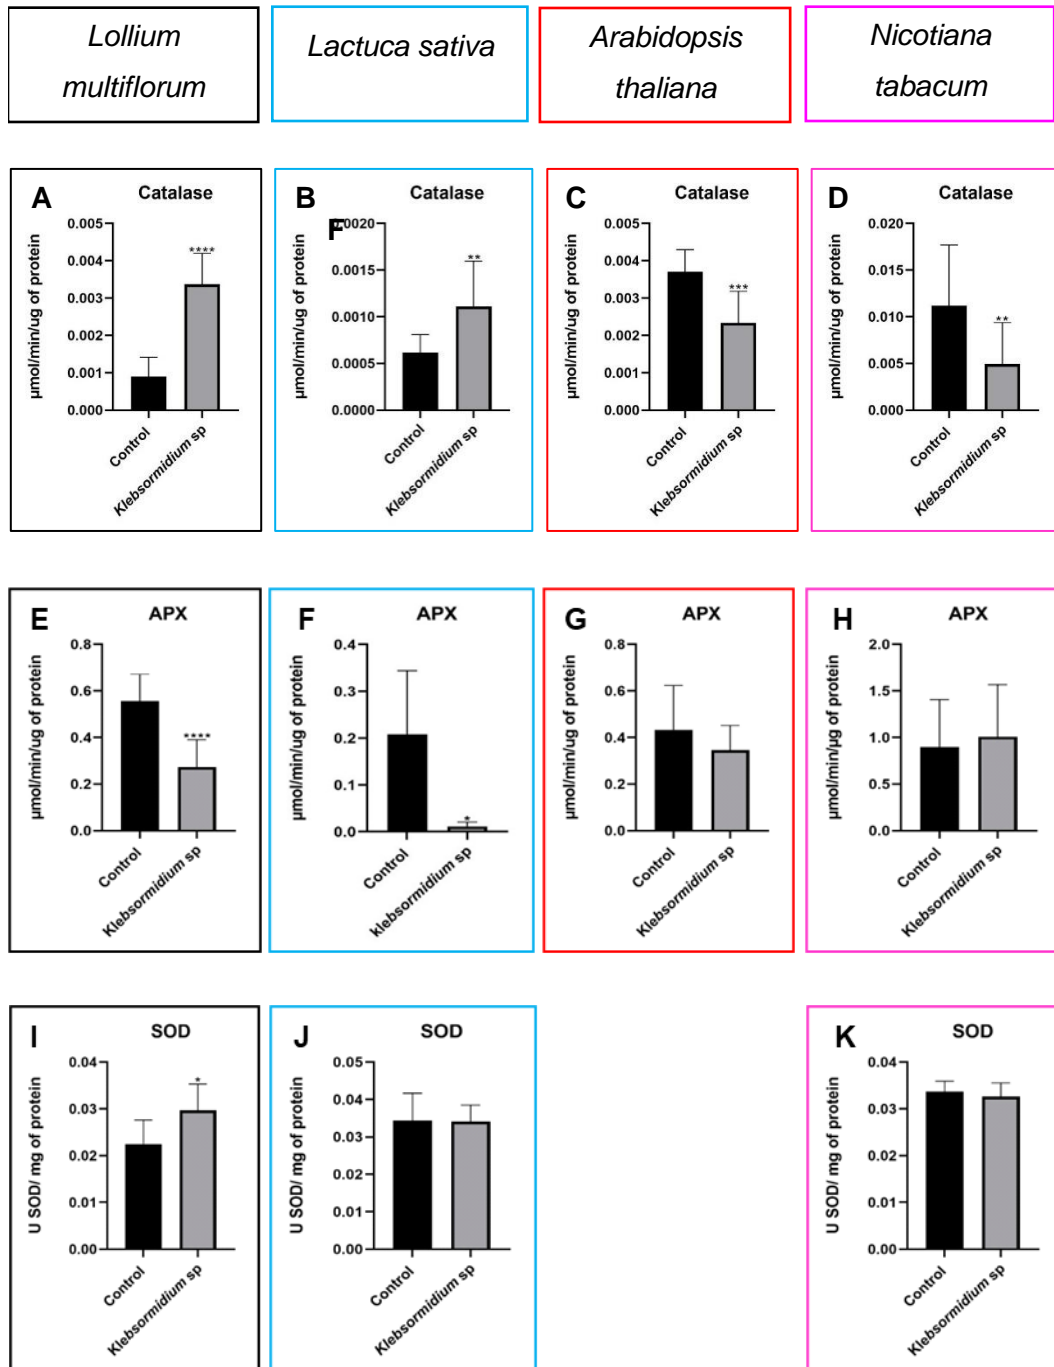 Lollium
multiflorum
Lactuca sativa
Arabidopsis
thaliana
Nicotiana
tabacum
A
Catalase
µmol/min/ug of protein
0.005
0.004
0.003
0.002
0.001
0.000
****
Control
Klebsormidium sp
B
F
Catalase
µmol/min/ug of protein
0.0020
0.0015
0.0010
0.0005
0.0000
**
Control
Klebsormidium sp
C
Catalase
µmol/min/ug of protein
0.005
0.004
0.003
0.002
0.001
0.000
***
Control
Klebsormidium sp
D
Catalase
µmol/min/ug of protein
0.020
0.015
0.010
0.005
0.000
**
Control
Klebsormidium sp
E
APX
µmol/min/ug of protein
0.8
0.6
0.4
0.2
0.0
****
Control
Klebsormidium sp
F
APX
µmol/min/ug of protein
0.4
0.3
0.2
0.1
0.0
*
Control
klebsormidium sp
G
APX
µmol/min/ug of protein
0.8
0.6
0.4
0.2
0.0
Control
Klebsormidium sp
H
APX
µmol/min/µg of protein
2.0
1.5
1.0
0.5
0.0
Control
Klebsormidium sp
I
SOD
U SOD/ mg of protein
0.04
0.03
0.02
0.01
0.00
*
Control
Klebsormidium sp
J
SOD
U SOD/ mg of protein
0.05
0.04
0.03
0.02
0.01
0.00
Control
Klebsormidium sp
K
SOD
U SOD/ mg of protein
0.04
0.03
0.02
0.01
0.00
Control
Klebsormidium sp